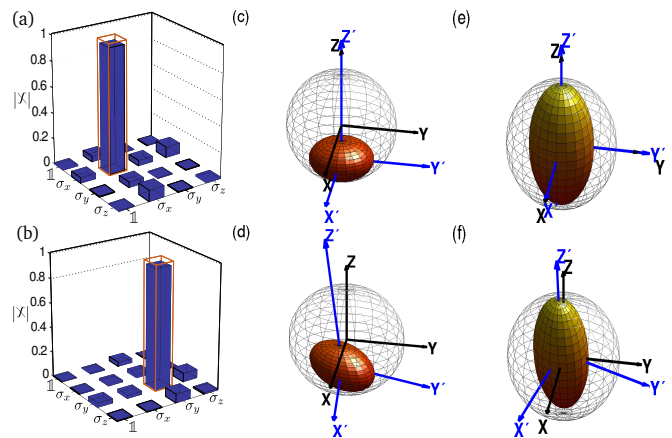 (a)
1
0.8
0.6
0.4
0.2
0
|χ|
𝟙
σx
σy
σz
𝟙
σx
σy
σz
(b)
1
0.8
0.6
0.4
0.2
0
|χ|
𝟙
σx
σy
σz
𝟙
σx
σy
σz
(c)
Z Z′
Y
Y′
X
X′
(d)
Z′
Z
Y
Y′
X
X′
(e)
Z′
Z
Y′
Y
X
X′
(f)
Z′
Z
Y
Y′
X
X′